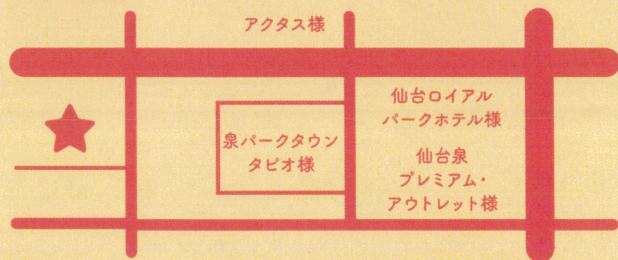 アクタス様
仙台ロイアル
パークホテル様
泉パークタウン
タピオ様
仙台泉
プレミアム・
アウトレット様